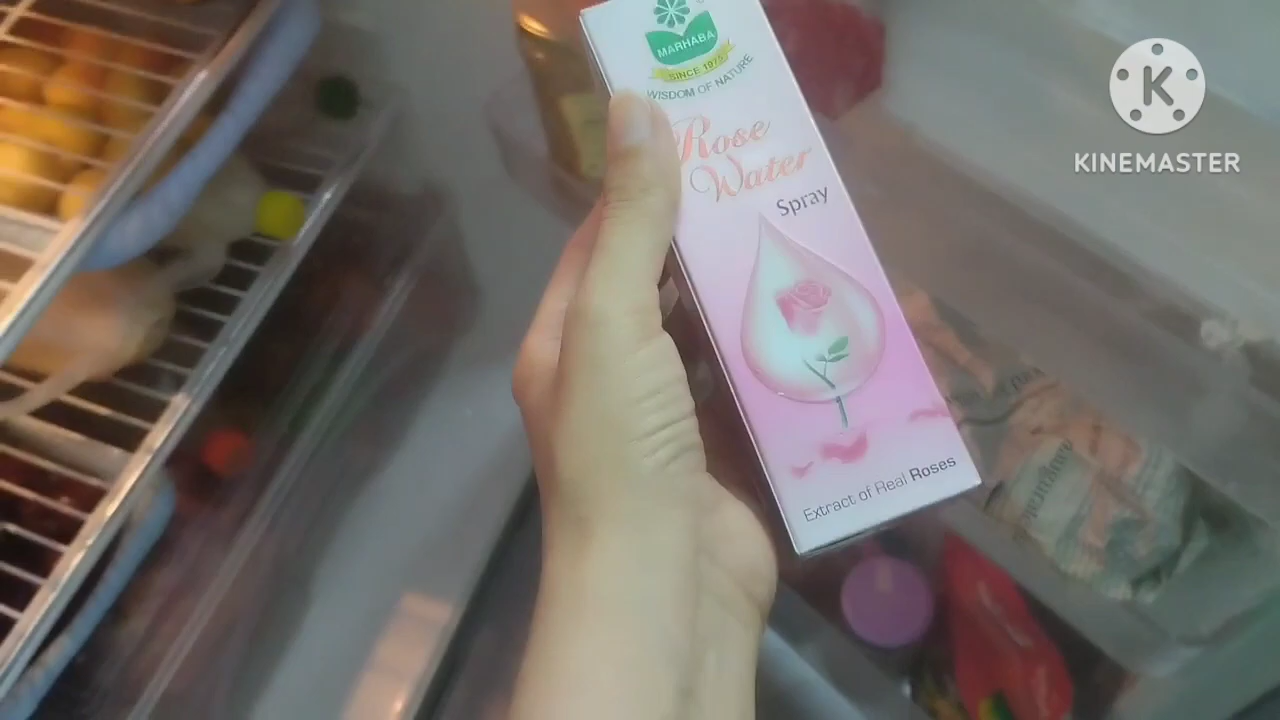 MARHABA
SINCE 1975
WISDOM OF NATURE
Rose
Water
Spray
Extract of Real Roses
K
KINEMASTER